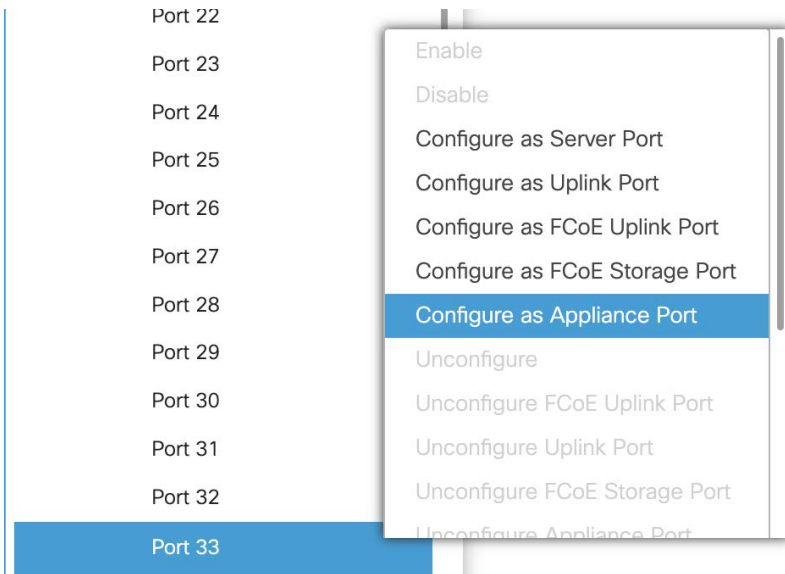 Port 22
Port 23
Port 24
Port 25
Port 26
Port 27
Port 28
Port 29
Port 30
Port 31
Port 32
Port 33
Enable
Disable
Configure as Server Port
Configure as Uplink Port
Configure as FCoE Uplink Port
Configure as FCoE Storage Port
Configure as Appliance Port
Unconfigure
Unconfigure FCoE Uplink Port
Unconfigure Uplink Port
Unconfigure FCoE Storage Port
Unconfigure Appliance Port